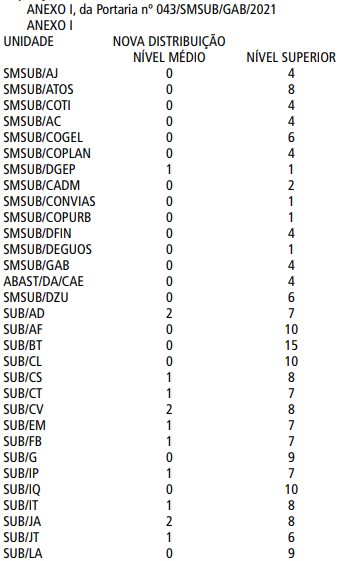 ANEXO I, da Portaria nº 043/SMSUB/GAB/2021
ANEXO I
UNIDADE NOVA DISTRIBUIÇÃO
NÍVEL MÉDIO NÍVEL SUPERIOR
SMSUB/AJ 0 4
SMSUB/ATOS 0 8
SMSUB/COTI 0 4
SMSUB/AC 0 4
SMSUB/COGEL 0 6
SMSUB/COPLAN 0 4
SMSUB/DGEP 1 1
SMSUB/CADM 0 2
SMSUB/CONVIAS 0 1
SMSUB/COPURB 0 1
SMSUB/DFIN 0 4
SMSUB/DEGUOS 0 1
SMSUB/GAB 0 4
ABAST/DA/CAE 0 4
SMSUB/DZU 0 6
SUB/AD 2 7
SUB/AF 0 10
SUB/BT 0 15
SUB/CL 0 10
SUB/CS 1 8
SUB/CT 1 7
SUB/CV 2 8
SUB/EM 1 7
SUB/FB 1 7
SUB/G 0 9
SUB/IP 1 7
SUB/IQ 0 10
SUB/IT 1 8
SUB/JA 2 8
SUB/JT 1 6
SUB/LA 0 9